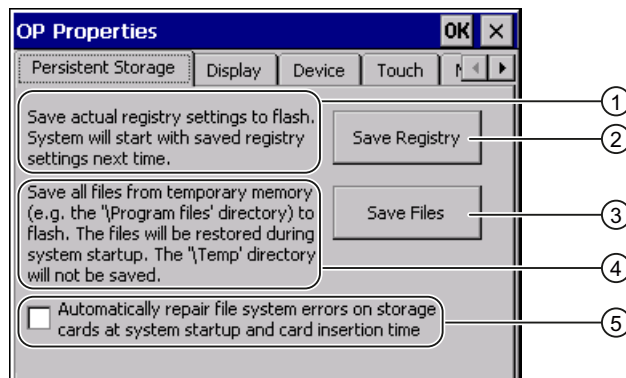 OP Properties OK ×
Persistent Storage Display Device Touch
Save actual registry settings to flash.
System will start with saved registry
settings next time.
Save Registry
Save all files from temporary memory
(e.g. the '\Program files' directory) to
flash. The files will be restored during
system startup. The '\Temp' directory
will not be saved.
Save Files
Automatically repair file system errors on storage
cards at system startup and card insertion time
1
2
3
4
5